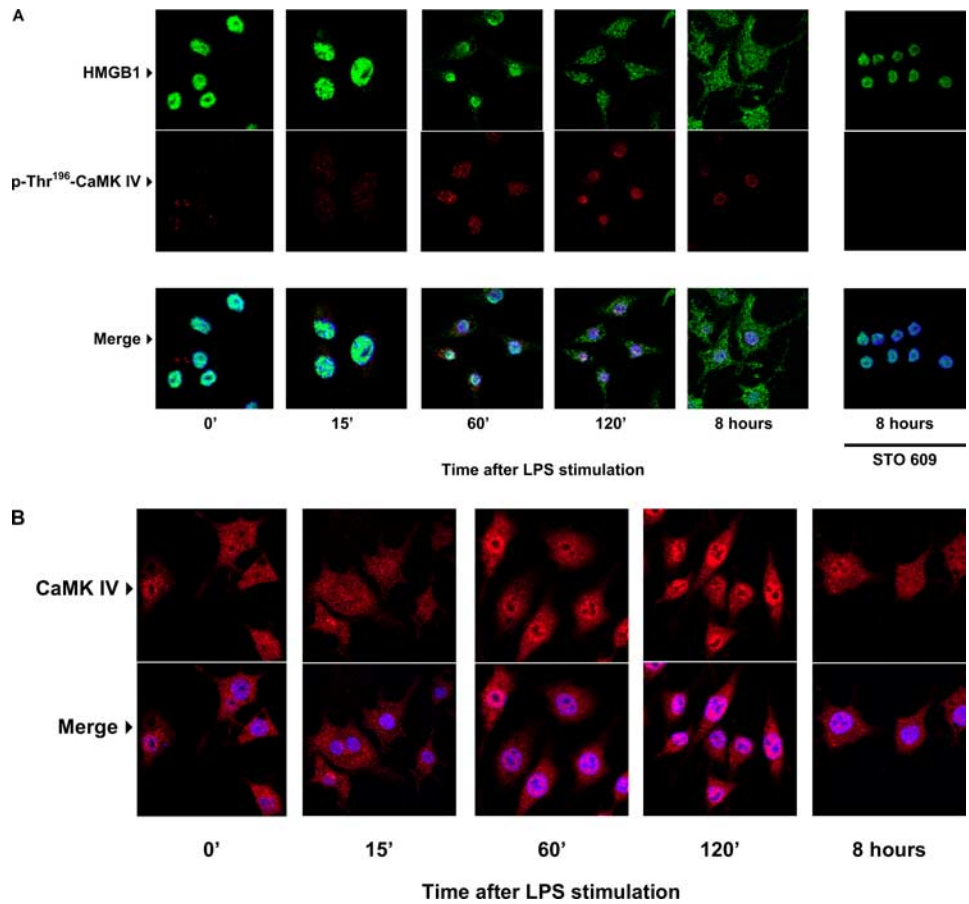 A
HMGB1
p-Thr196-CaMK IV
Merge
0' 15' 60' 120' 8 hours 8 hours
STO 609
Time after LPS stimulation
B
CaMK IV
Merge
0' 15' 60' 120' 8 hours
Time after LPS stimulation